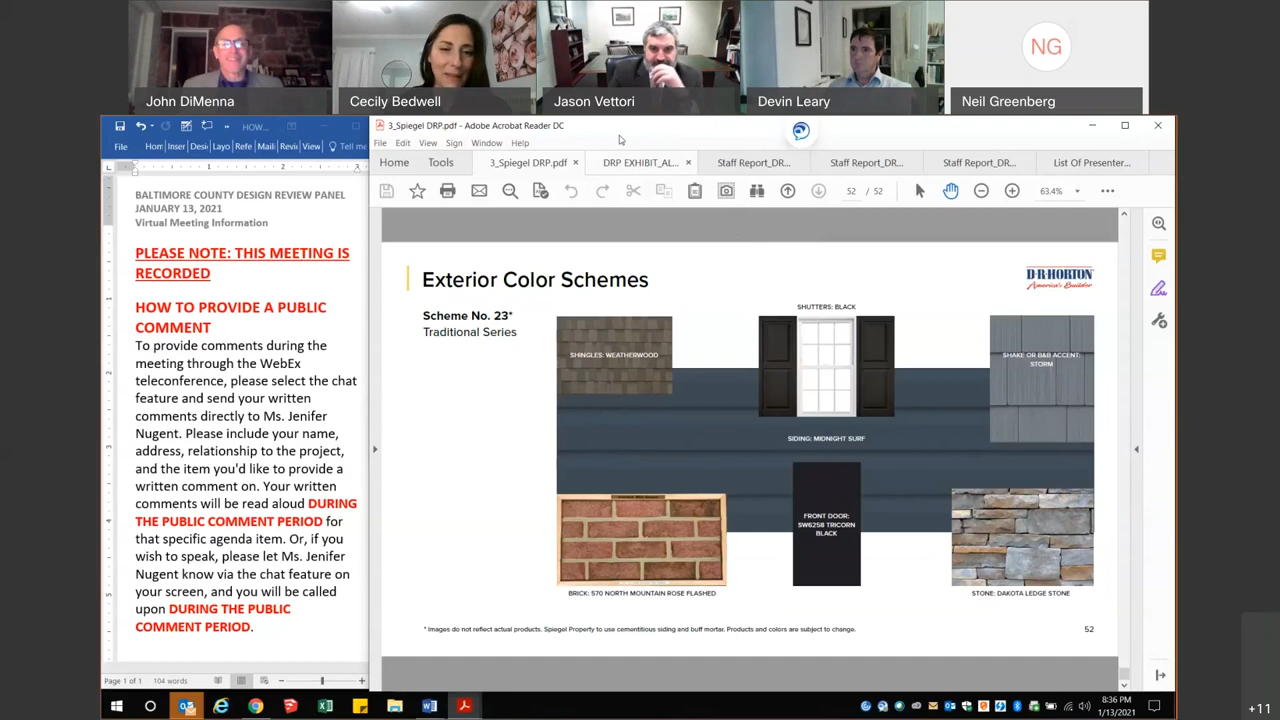 NG
John DiMenna
Cecily Bedwell
Jason Vettori
Devin Leary
Neil Greenberg
HOW...
File
Hom
Inser
Desig
Layo
Refe
Mailin
Revie
View
Tell me
BALTIMORE COUNTY DESIGN REVIEW PANEL
JANUARY 13, 2021
Virtual Meeting Information
PLEASE NOTE: THIS MEETING IS
RECORDED
HOW TO PROVIDE A PUBLIC
COMMENT
To provide comments during the
meeting through the WebEx
teleconference, please select the chat
feature and send your written
comments directly to Ms. Jenifer
Nugent. Please include your name,
address, relationship to the project,
and the item you'd like to provide a
written comment on. Your written
comments will be read aloud DURING
THE PUBLIC COMMENT PERIOD for
that specific agenda item. Or, if you
wish to speak, please let Ms. Jenifer
Nugent know via the chat feature on
your screen, and you will be called
upon DURING THE PUBLIC
COMMENT PERIOD.
Page 1 of 1 104 words
3_Spiegel DRP.pdf - Adobe Acrobat Reader DC
File Edit View Sign Window Help
Home Tools 3_Spiegel DRP.pdf DRP EXHIBIT_AL... Staff Report_DR... Staff Report_DR... Staff Report_DR... List Of Presenter...
52 / 52 63.4%
Exterior Color Schemes
D·R·HORTON
America's Builder
Scheme No. 23*
Traditional Series
SHUTTERS: BLACK
SHINGLES: WEATHERWOOD
SHAKE OR B&B ACCENT:
STORM
SIDING: MIDNIGHT SURF
FRONT DOOR:
SW6258 TRICORN
BLACK
BRICK: 570 NORTH MOUNTAIN ROSE FLASHED
STONE: DAKOTA LEDGE STONE
* Images do not reflect actual products. Spiegel Property to use cementitious siding and buff mortar. Products and colors are subject to change.
52
8:36 PM
1/13/2021
+11